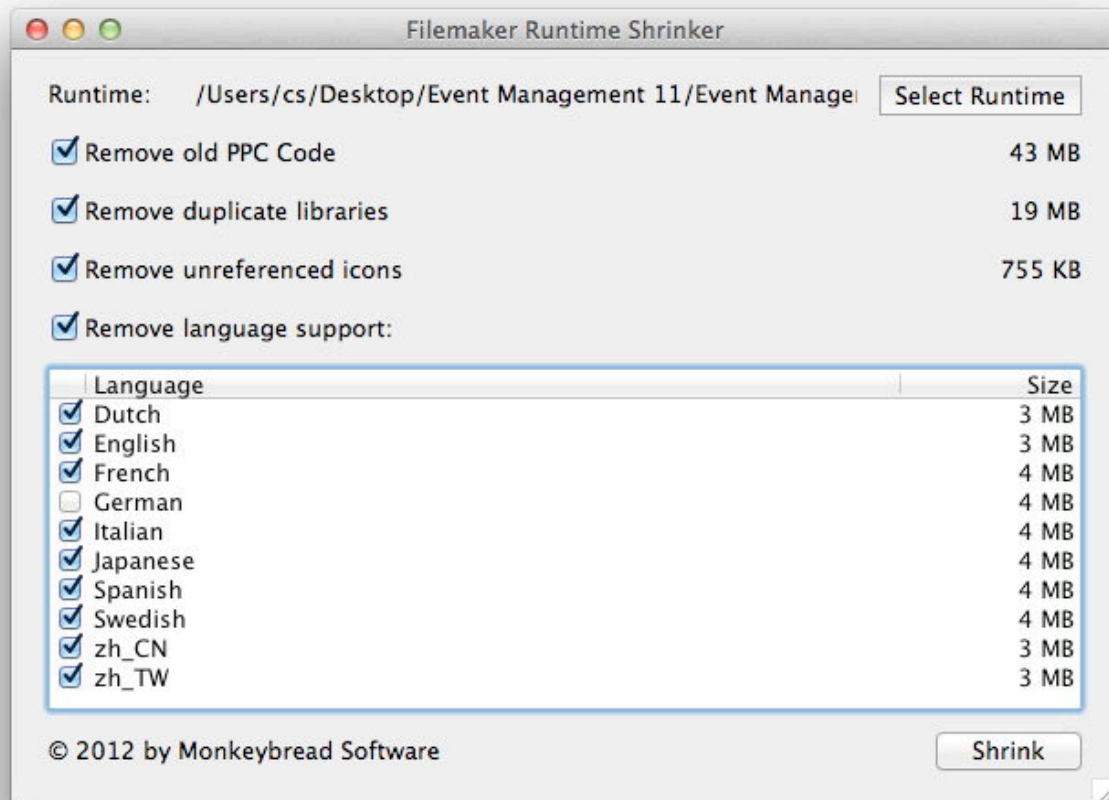 Filemaker Runtime Shrinker
Runtime: /Users/cs/Desktop/Event Management 11/Event Manage Select Runtime
Remove old PPC Code 43 MB
Remove duplicate libraries 19 MB
Remove unreferenced icons 755 KB
Remove language support:
Language Size
Dutch 3 MB
English 3 MB
French 4 MB
German 4 MB
Italian 4 MB
Japanese 4 MB
Spanish 4 MB
Swedish 4 MB
zh_CN 3 MB
zh_TW 3 MB
© 2012 by Monkeybread Software Shrink